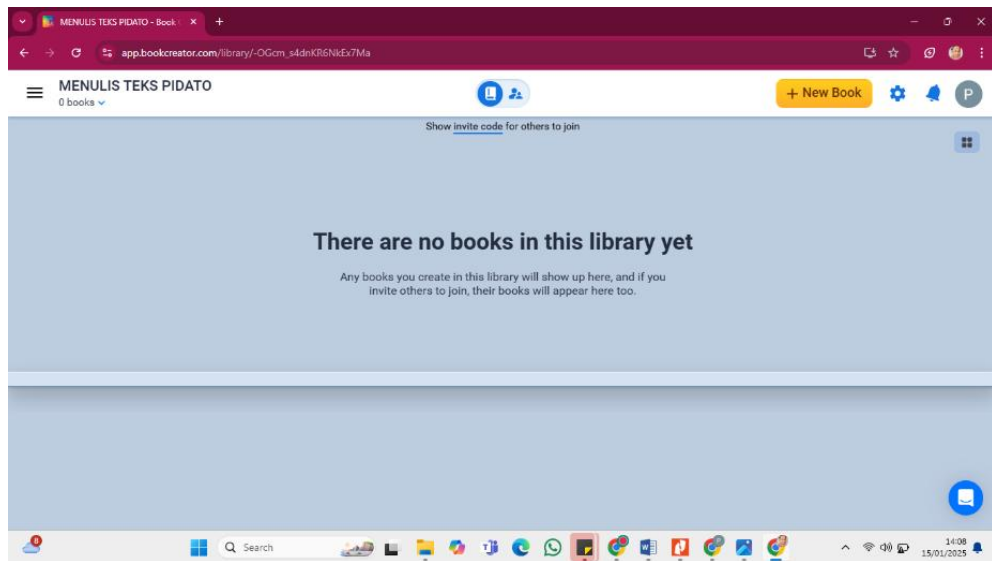 MENULIS TEKS PIDATO - Book
app.bookcreator.com/library/-OGcm_s4dnKR6NkEx7Ma
MENULIS TEKS PIDATO
0 books
+ New Book
P
Show invite code for others to join
There are no books in this library yet
Any books you create in this library will show up here, and if you
invite others to join, their books will appear here too.
Search
14:08
15/01/2025